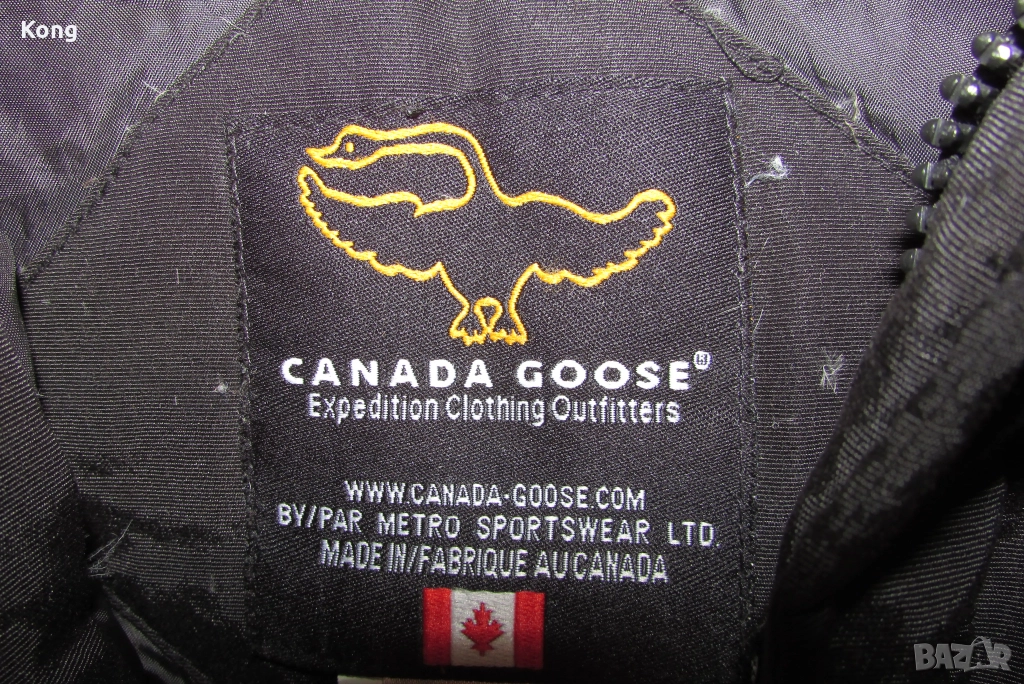 Kong
CANADA GOOSE®
Expedition Clothing Outfitters
WWW.CANADA-GOOSE.COM
BY/PAR METRO SPORTSWEAR LTD.
MADE IN/FABRIQUE AU CANADA
BAZAR